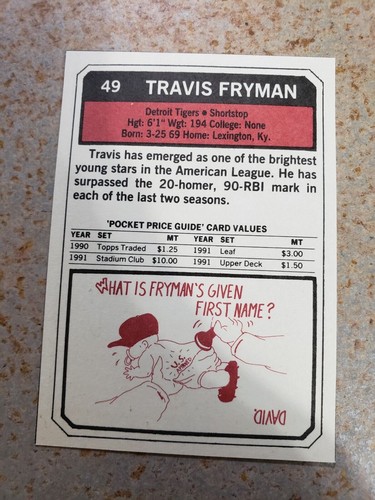 49 TRAVIS FRYMAN
Detroit Tigers • Shortstop
Hgt: 6'1" Wgt: 194 College: None
Born: 3-25 69 Home: Lexington, Ky.
Travis has emerged as one of the brightest
young stars in the American League. He has
surpassed the 20-homer, 90-RBI mark in
each of the last two seasons.
'POCKET PRICE GUIDE' CARD VALUES
YEAR SET MT YEAR SET MT
1990 Topps Traded $1.25 1991 Leaf $3.00
1991 Stadium Club $10.00 1991 Upper Deck $1.50
WHAT IS FRYMAN'S GIVEN
FIRST NAME?
U.S.
DAVID.